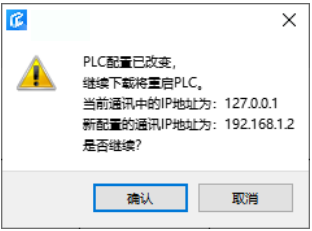 PLC配置已改变，
继续下载将重启PLC。
当前通讯中的IP地址为：127.0.0.1
新配置的通讯IP地址为：192.168.1.2
是否继续？
确认
取消